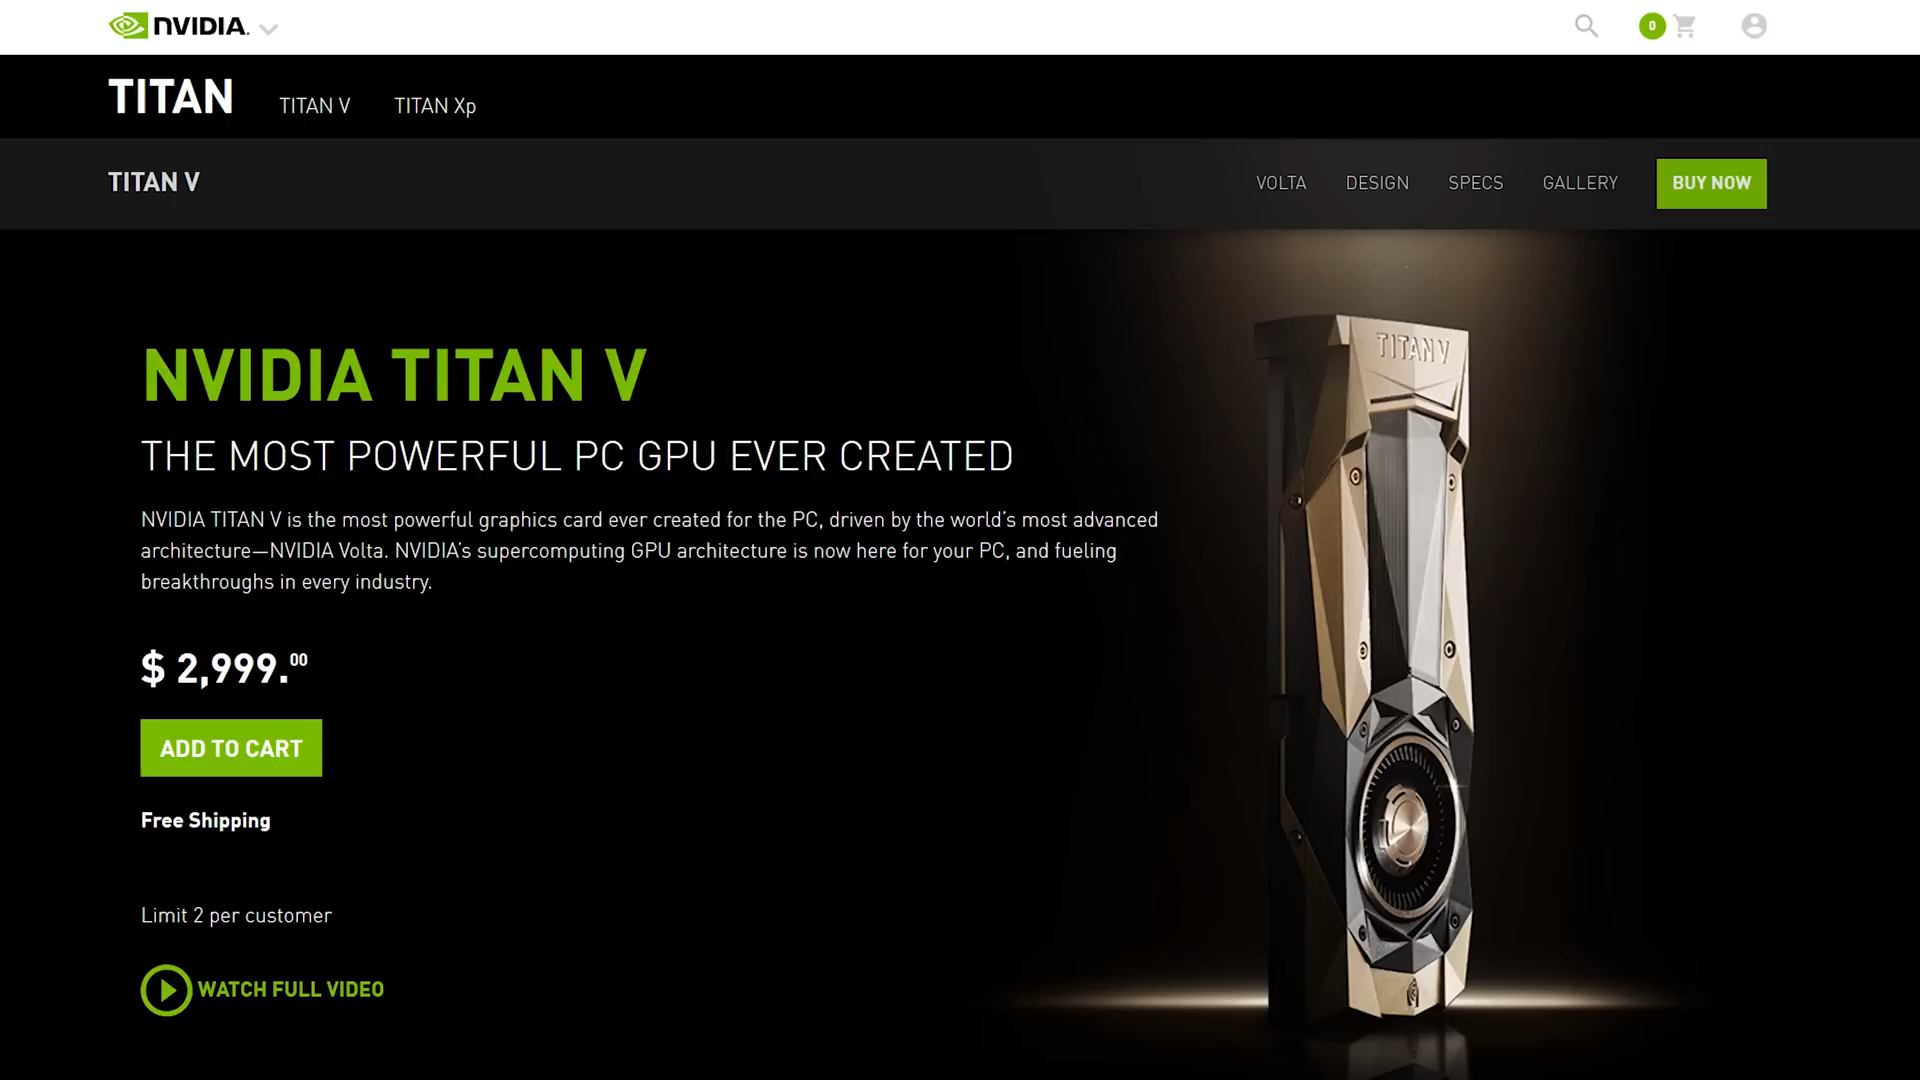 NVIDIA.
0
TITAN
TITAN V
TITAN Xp
TITAN V
VOLTA
DESIGN
SPECS
GALLERY
BUY NOW
TITAN V
NVIDIA TITAN V
THE MOST POWERFUL PC GPU EVER CREATED
NVIDIA TITAN V is the most powerful graphics card ever created for the PC, driven by the world's most advanced
architecture—NVIDIA Volta. NVIDIA's supercomputing GPU architecture is now here for your PC, and fueling
breakthroughs in every industry.
$ 2,999.00
ADD TO CART
Free Shipping
Limit 2 per customer
WATCH FULL VIDEO